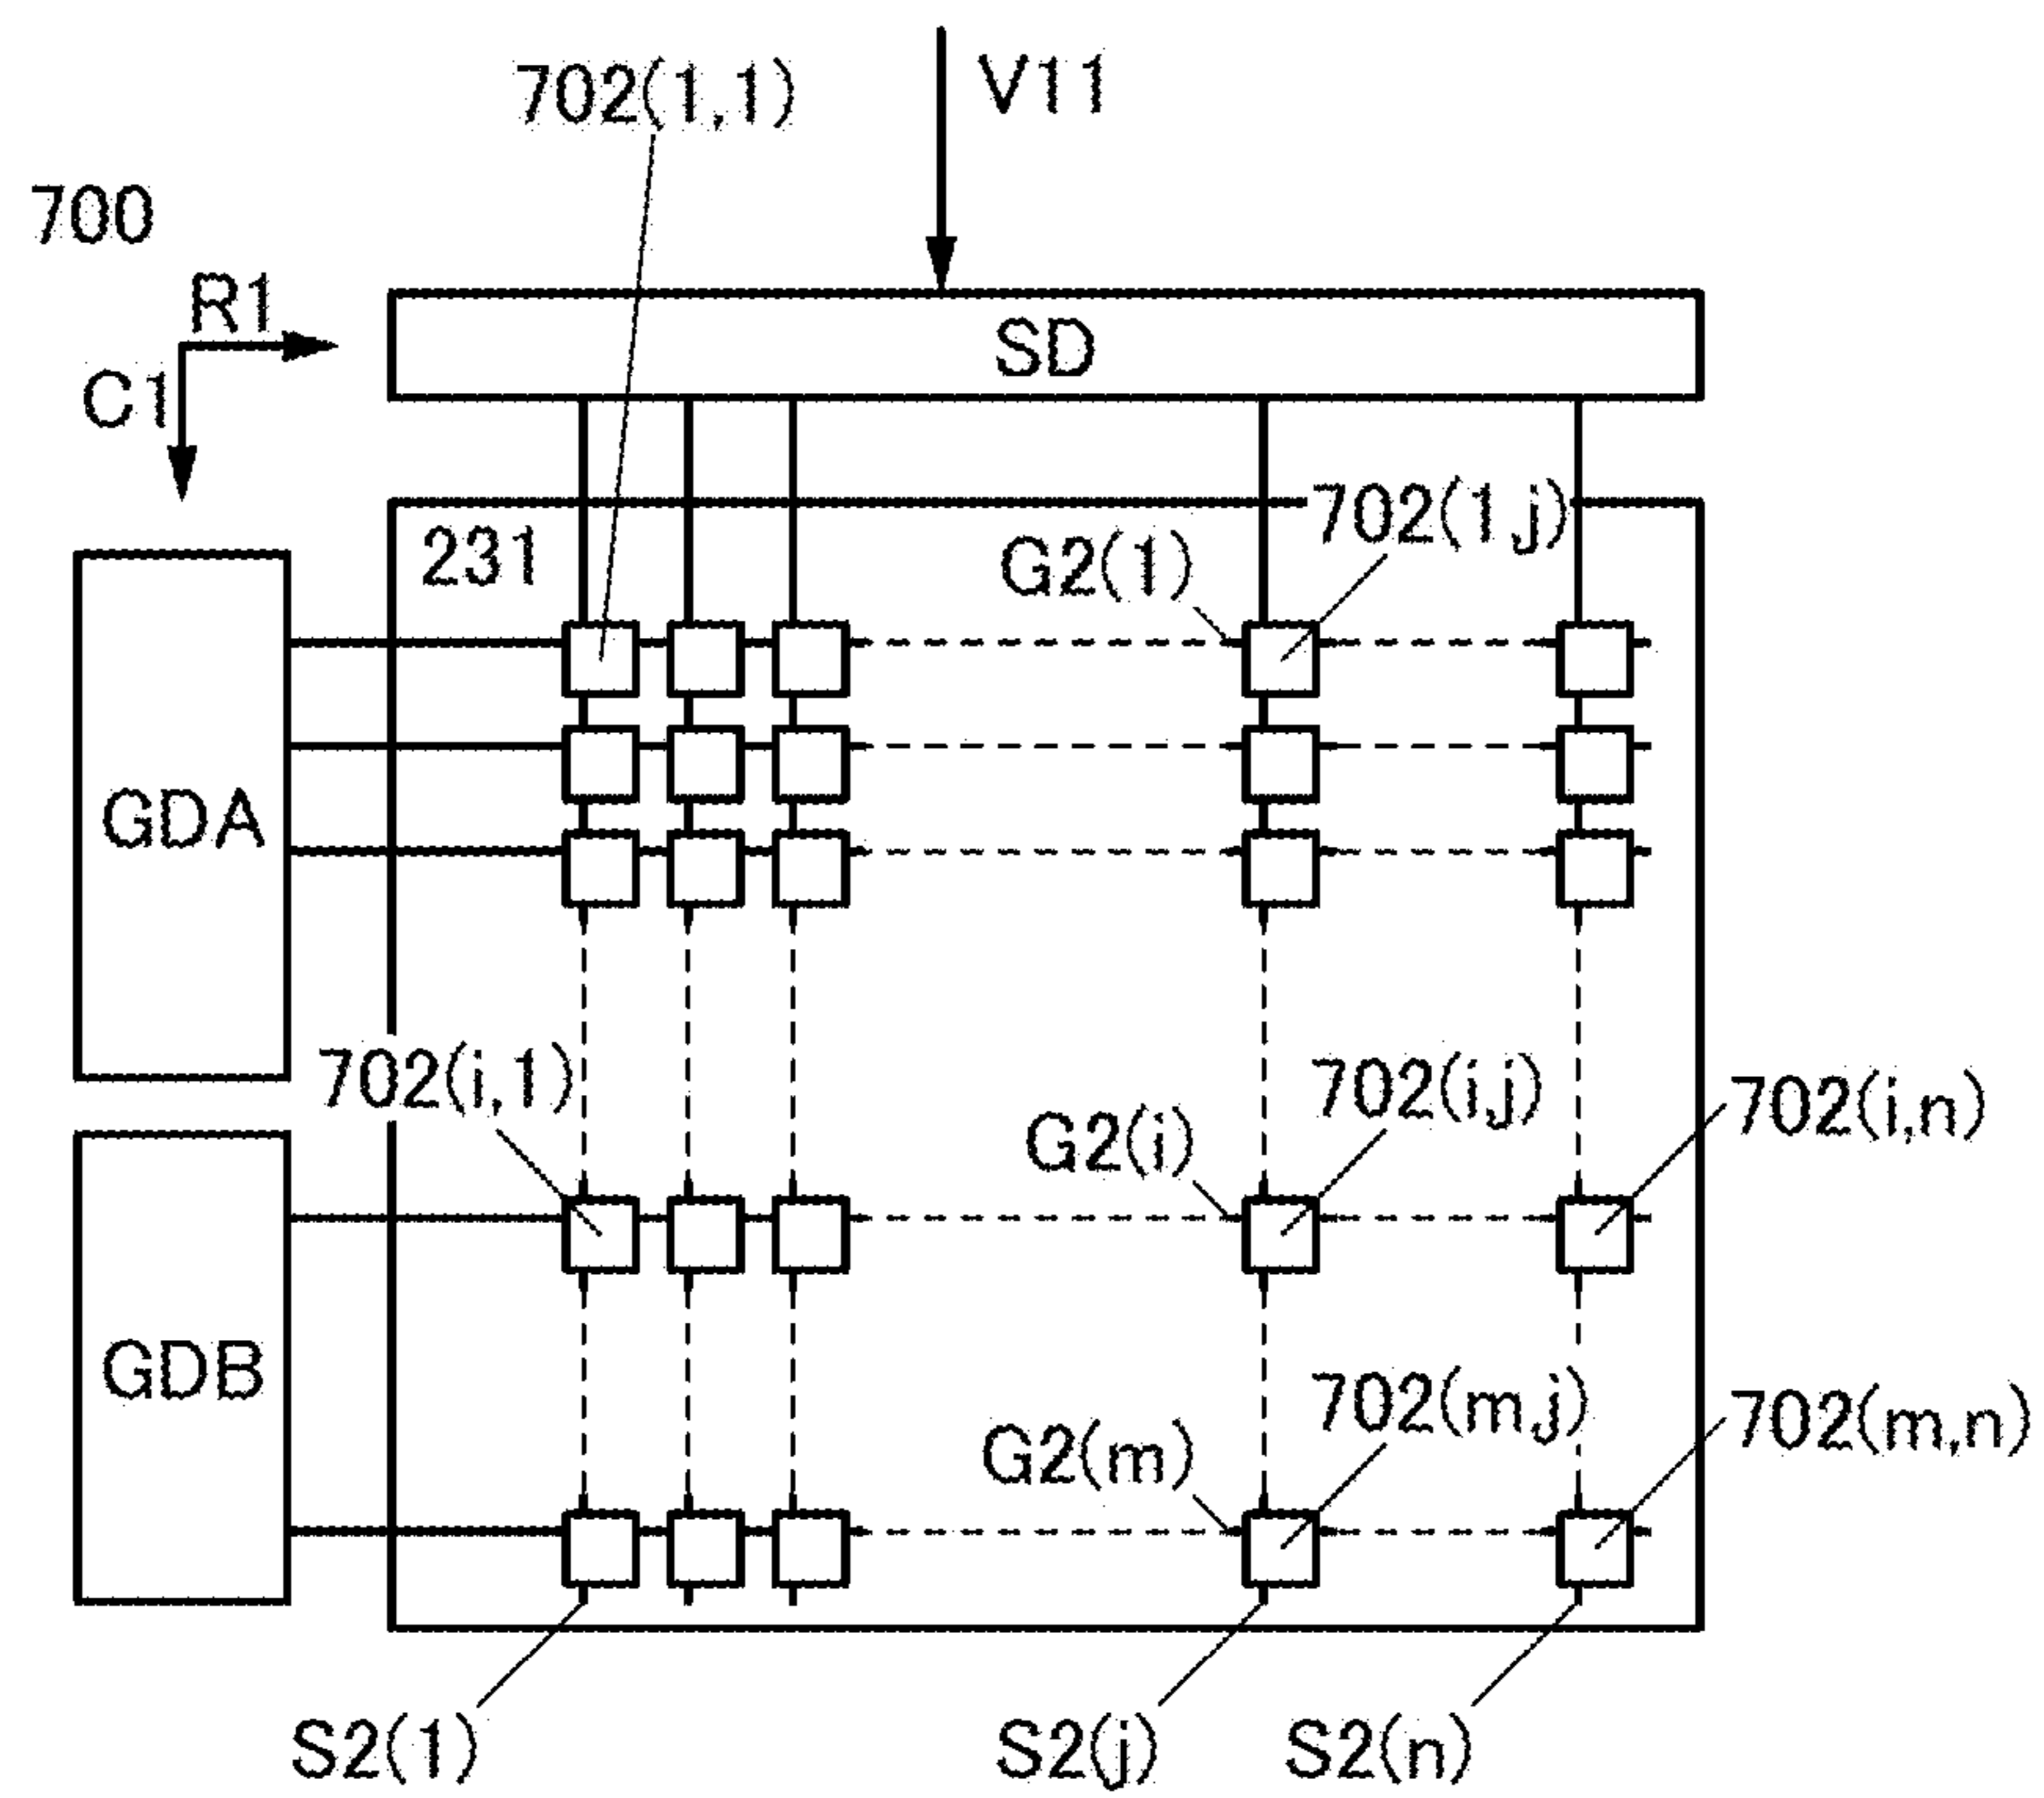 V11
702(1,1)
700
R1
SD
C1
702(1,j)
231
G2(1)
GDA
702(i,1)
702(i,j)
702(i,n)
G2(i)
GDB
702(m,j)
702(m,n)
G2(m)
S2(1)
S2(j)
S2(n)